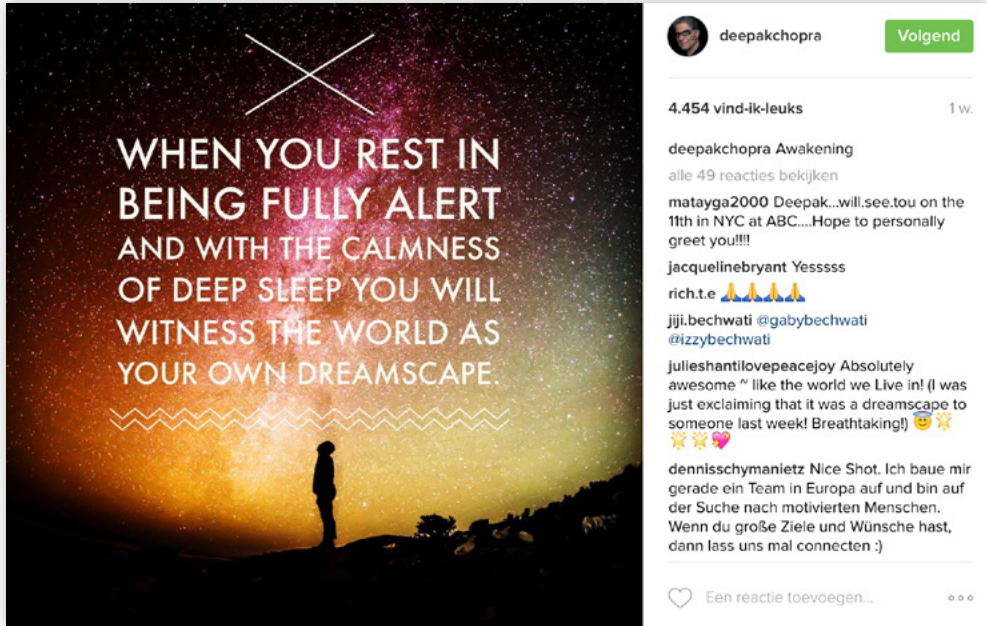 WHEN YOU REST IN
BEING FULLY ALERT
AND WITH THE CALMNESS
OF DEEP SLEEP YOU WILL
WITNESS THE WORLD AS
YOUR OWN DREAMSCAPE.
deepakchopra
Volgend
4.454 vind-ik-leuks 1 w.
deepakchopra Awakening
alle 49 reacties bekijken
matayga2000 Deepak...will.see.tou on the
11th in NYC at ABC....Hope to personally
greet you!!!!
jacquelinebryant Yesssss
rich.t.e 🙏🙏🙏🙏
jiji.bechwati @gabybechwati
@izzybechwati
julieshantilovepeacejoy Absolutely
awesome ~ like the world we Live in! (I was
just exclaiming that it was a dreamscape to
someone last week! Breathtaking!) 😇🌟
🌟🌟💖
dennisschymanietz Nice Shot. Ich baue mir
gerade ein Team in Europa auf und bin auf
der Suche nach motivierten Menschen.
Wenn du große Ziele und Wünsche hast,
dann lass uns mal connecten :)
Een reactie toevoegen...